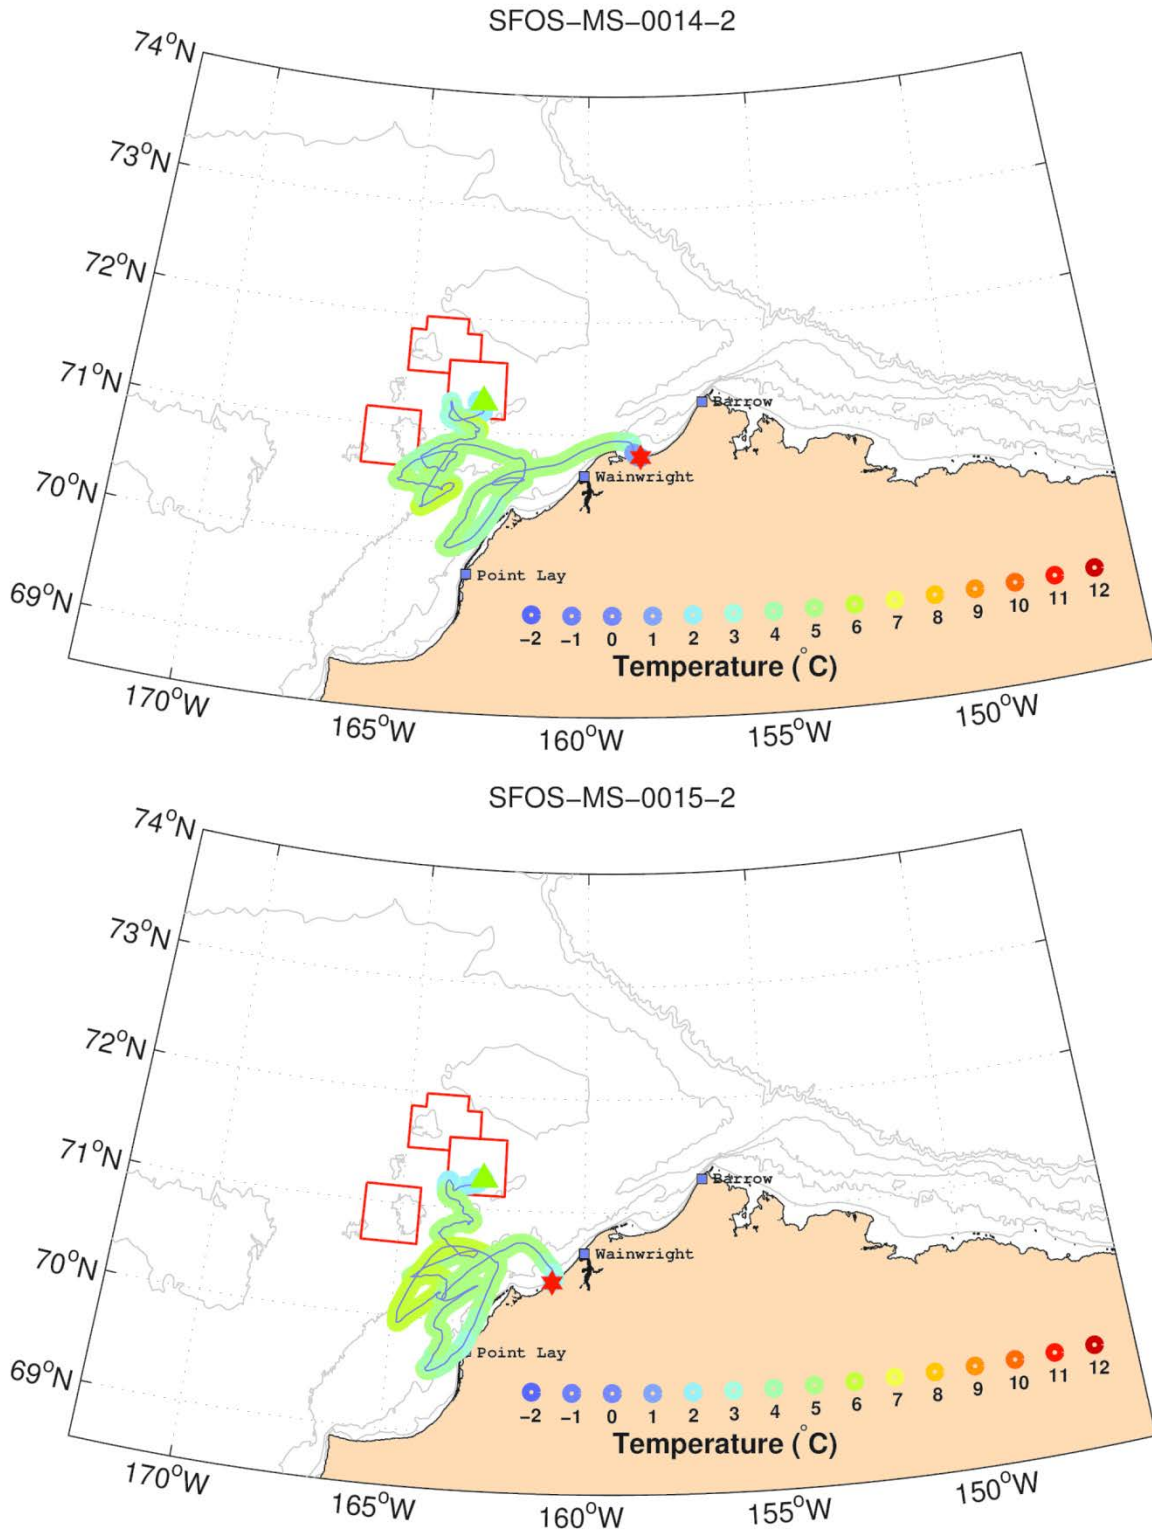 SFOS-MS-0014-2
74°N
73°N
72°N
71°N
70°N
69°N
Barrow
Wainwright
Point Lay
-2 -1 0 1 2 3 4 5 6 7 8 9 10 11 12
Temperature (°C)
170°W
165°W
160°W
155°W
150°W
SFOS-MS-0015-2
74°N
73°N
72°N
71°N
70°N
69°N
Barrow
Wainwright
Point Lay
-2 -1 0 1 2 3 4 5 6 7 8 9 10 11 12
Temperature (°C)
170°W
165°W
160°W
155°W
150°W